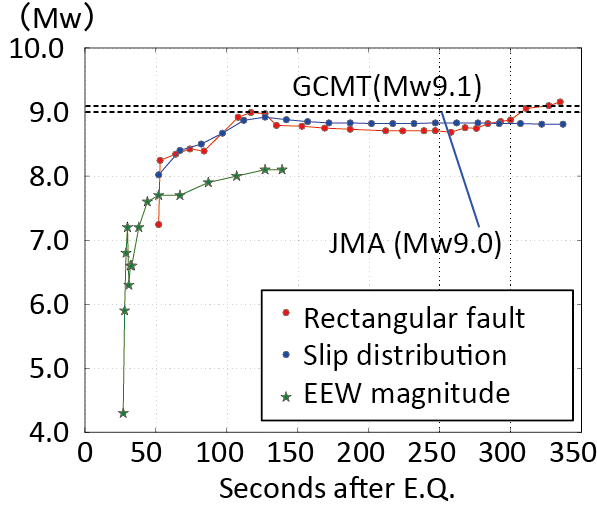 (Mw)
10.0
GCMT(Mw9.1)
9.0
8.0
7.0
JMA (Mw9.0)
6.0
Rectangular fault
5.0
Slip distribution
EEW magnitude
4.0
0 50 100 150 200 250 300 350
Seconds after E.Q.